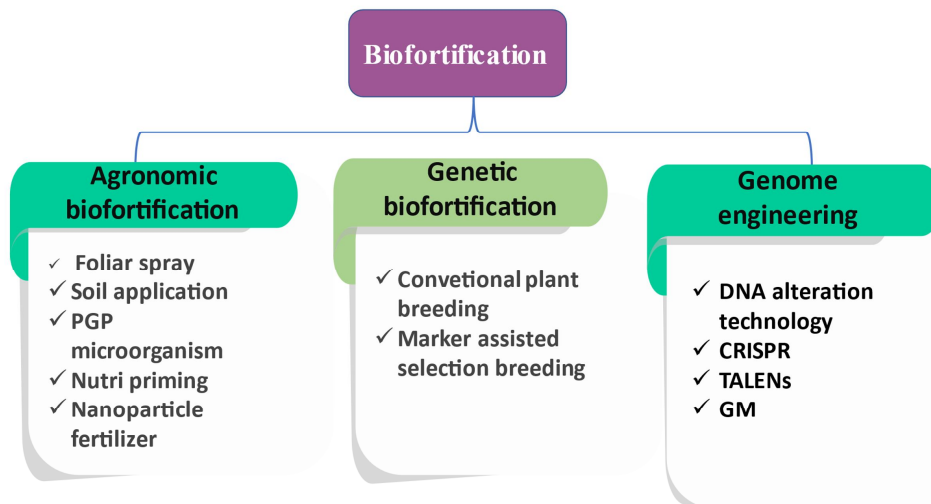 Biofortification
Agronomic
biofortification
✓ Foliar spray
✓ Soil application
✓ PGP
microorganism
✓ Nutri priming
✓ Nanoparticle
fertilizer
Genetic
biofortification
✓ Convetional plant
breeding
✓ Marker assisted
selection breeding
Genome
engineering
✓ DNA alteration
technology
✓ CRISPR
✓ TALENs
✓ GM